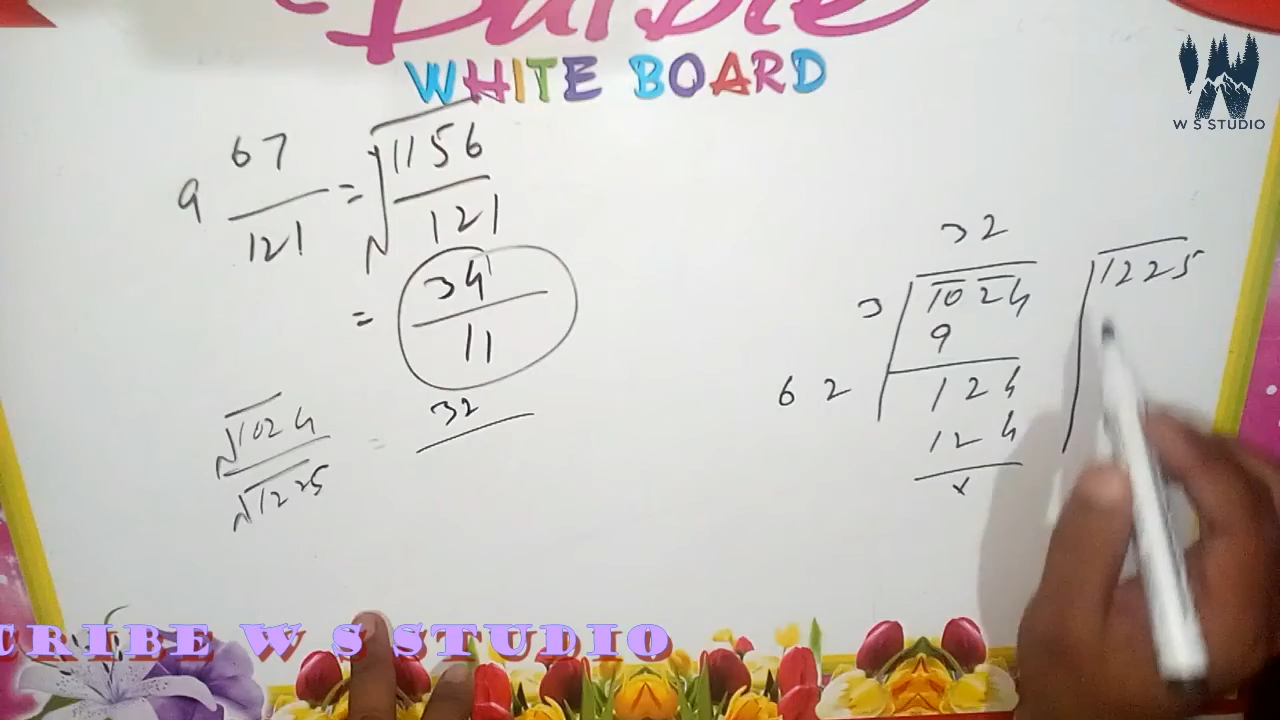 Barbie
WHITE BOARD
W S STUDIO
9 67/121 = √1156/121
= 34/11
√1024/√1225 = 32
32
3 1024
9
62 124
124
x
1225
CRIBE W S STUDIO